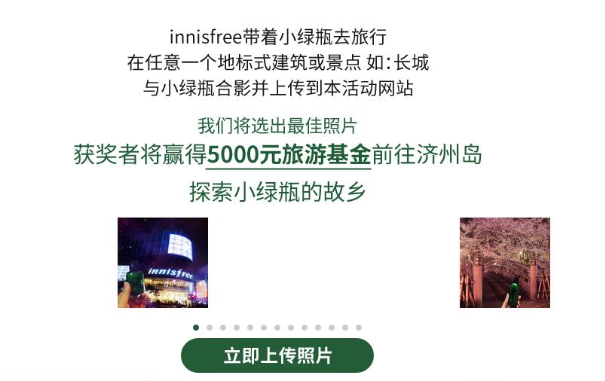 innisfree带着小绿瓶去旅行
在任意一个地标式建筑或景点 如：长城
与小绿瓶合影并上传到本活动网站
我们将选出最佳照片
获奖者将赢得5000元旅游基金前往济州岛
探索小绿瓶的故乡
innisfree
立即上传照片